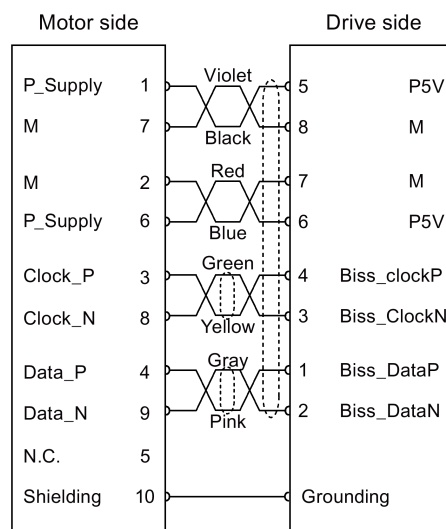 Motor side Drive side
P_Supply 1 Violet 5 P5V
M 7 Black 8 M
M 2 Red 7 M
P_Supply 6 Blue 6 P5V
Clock_P 3 Green 4 Biss_clockP
Clock_N 8 Yellow 3 Biss_ClockN
Data_P 4 Gray 1 Biss_DataP
Data_N 9 Pink 2 Biss_DataN
N.C. 5
Shielding 10 Grounding